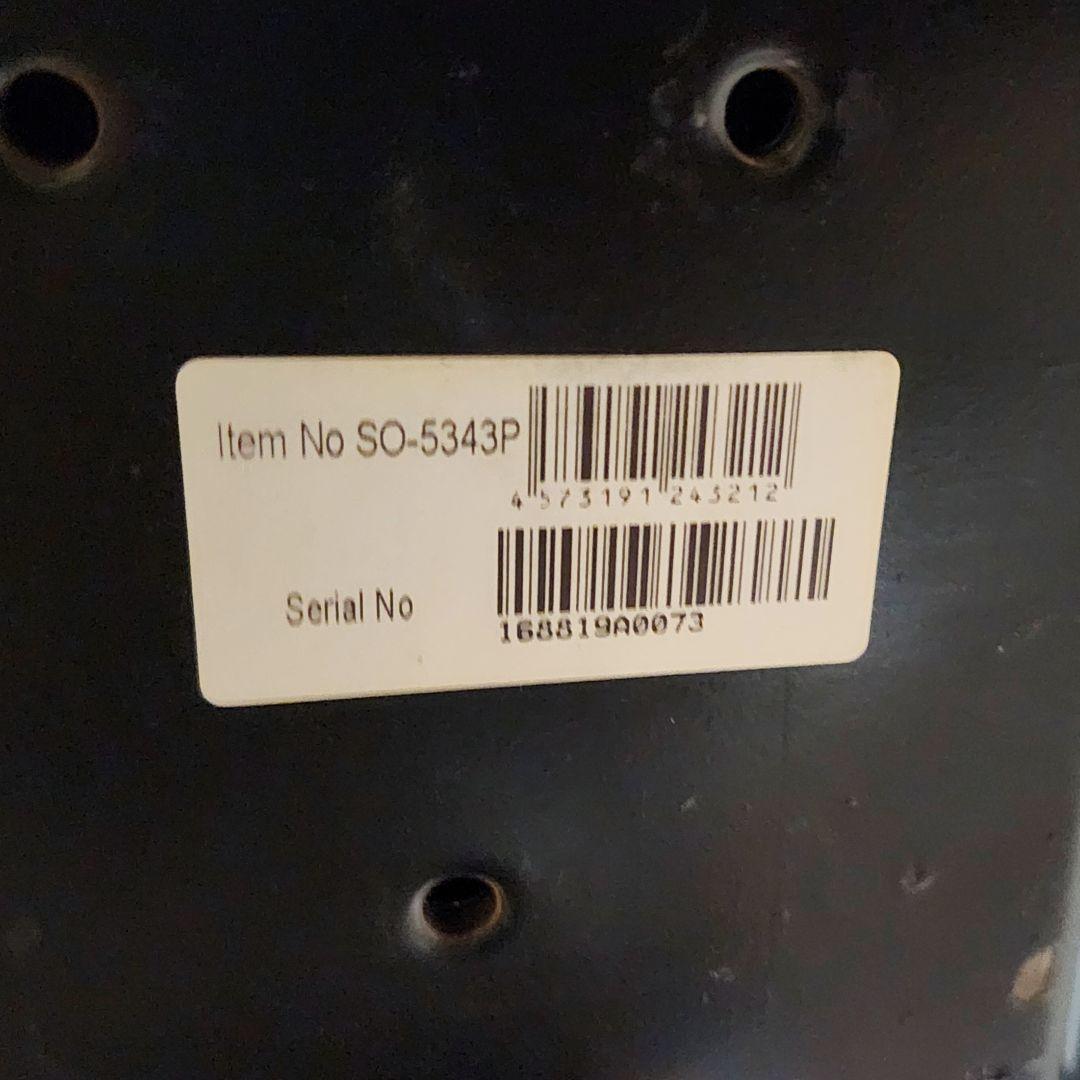 Item No SO-5343P
4 573191 243212
Serial No
168819A0073